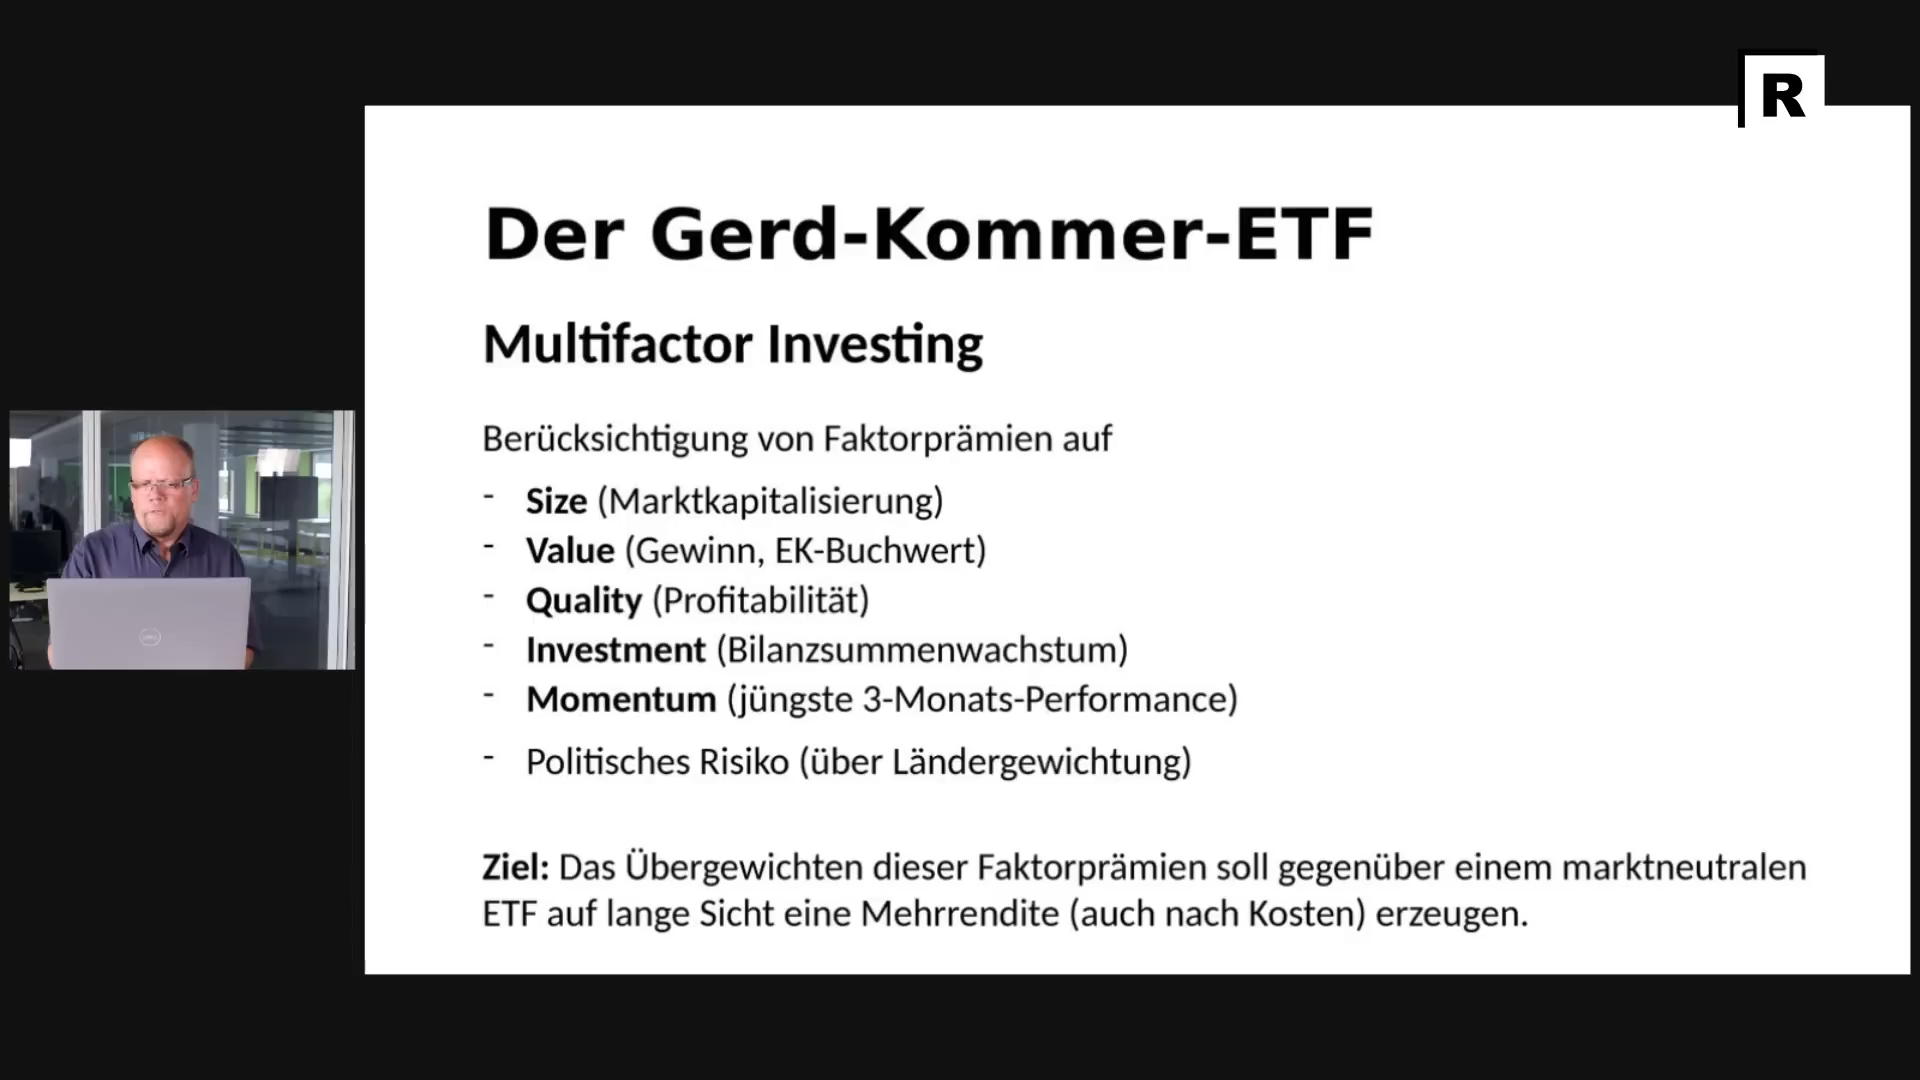 R
Der Gerd-Kommer-ETF
Multifactor Investing
Berücksichtigung von Faktorprämien auf
- Size (Marktkapitalisierung)
- Value (Gewinn, EK-Buchwert)
- Quality (Profitabilität)
- Investment (Bilanzsummenwachstum)
- Momentum (jüngste 3-Monats-Performance)
- Politisches Risiko (über Ländergewichtung)
Ziel: Das Übergewichten dieser Faktorprämien soll gegenüber einem marktneutralen
ETF auf lange Sicht eine Mehrrendite (auch nach Kosten) erzeugen.